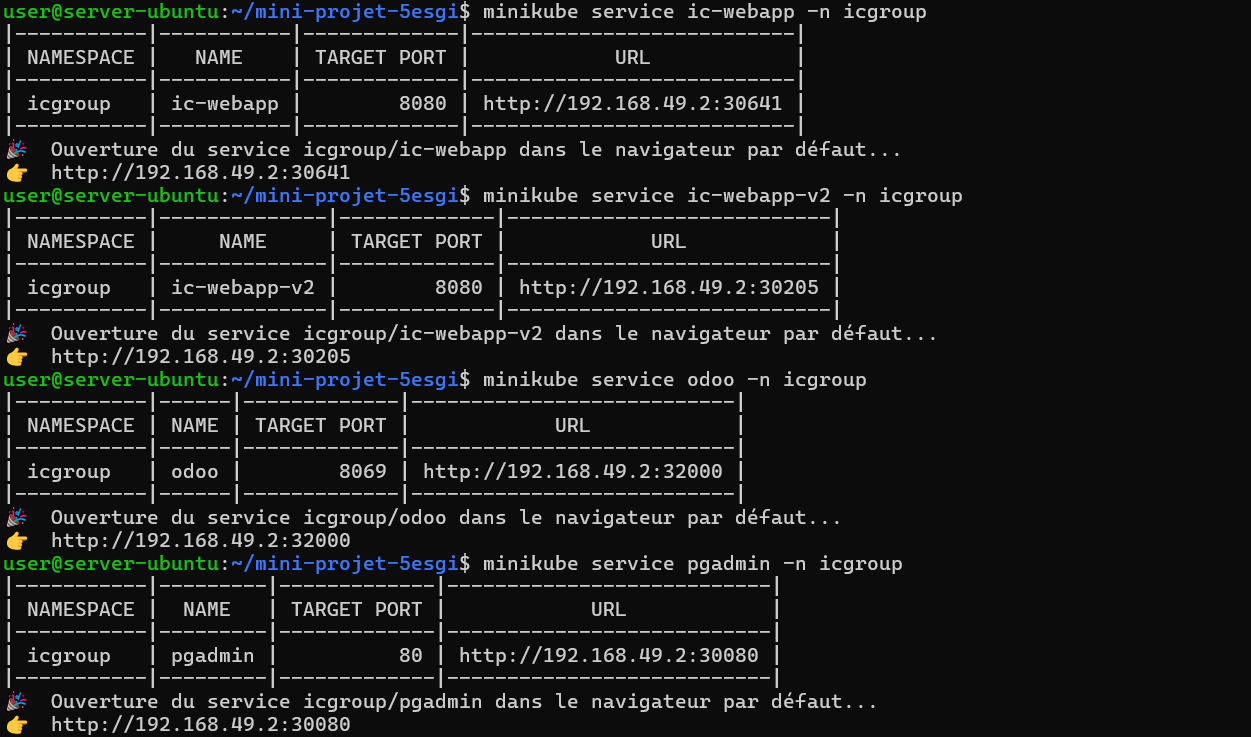 user@server-ubuntu:~/mini-projet-5esgi$ minikube service ic-webapp -n icgroup
|-----------|-----------|-------------|---------------------------|
| NAMESPACE |   NAME    | TARGET PORT |            URL            |
|-----------|-----------|-------------|---------------------------|
| icgroup   | ic-webapp |        8080 | http://192.168.49.2:30641 |
|-----------|-----------|-------------|---------------------------|
🎉  Ouverture du service icgroup/ic-webapp dans le navigateur par défaut...
👉  http://192.168.49.2:30641
user@server-ubuntu:~/mini-projet-5esgi$ minikube service ic-webapp-v2 -n icgroup
|-----------|--------------|-------------|---------------------------|
| NAMESPACE |     NAME     | TARGET PORT |            URL            |
|-----------|--------------|-------------|---------------------------|
| icgroup   | ic-webapp-v2 |        8080 | http://192.168.49.2:30205 |
|-----------|--------------|-------------|---------------------------|
🎉  Ouverture du service icgroup/ic-webapp-v2 dans le navigateur par défaut...
👉  http://192.168.49.2:30205
user@server-ubuntu:~/mini-projet-5esgi$ minikube service odoo -n icgroup
|-----------|------|-------------|---------------------------|
| NAMESPACE | NAME | TARGET PORT |            URL            |
|-----------|------|-------------|---------------------------|
| icgroup   | odoo |        8069 | http://192.168.49.2:32000 |
|-----------|------|-------------|---------------------------|
🎉  Ouverture du service icgroup/odoo dans le navigateur par défaut...
👉  http://192.168.49.2:32000
user@server-ubuntu:~/mini-projet-5esgi$ minikube service pgadmin -n icgroup
|-----------|---------|-------------|---------------------------|
| NAMESPACE |  NAME   | TARGET PORT |            URL            |
|-----------|---------|-------------|---------------------------|
| icgroup   | pgadmin |          80 | http://192.168.49.2:30080 |
|-----------|---------|-------------|---------------------------|
🎉  Ouverture du service icgroup/pgadmin dans le navigateur par défaut...
👉  http://192.168.49.2:30080